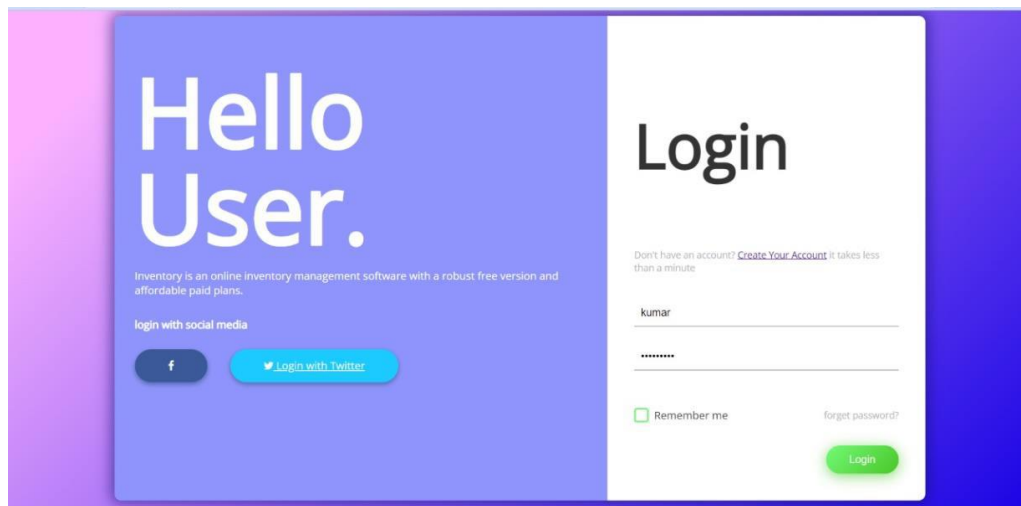 Hello
User.
Inventory is an online inventory management software with a robust free version and
affordable paid plans.
login with social media
f
Login with Twitter
Login
Don't have an account? Create Your Account it takes less
than a minute
kumar
•••••••••
Remember me
forget password?
Login